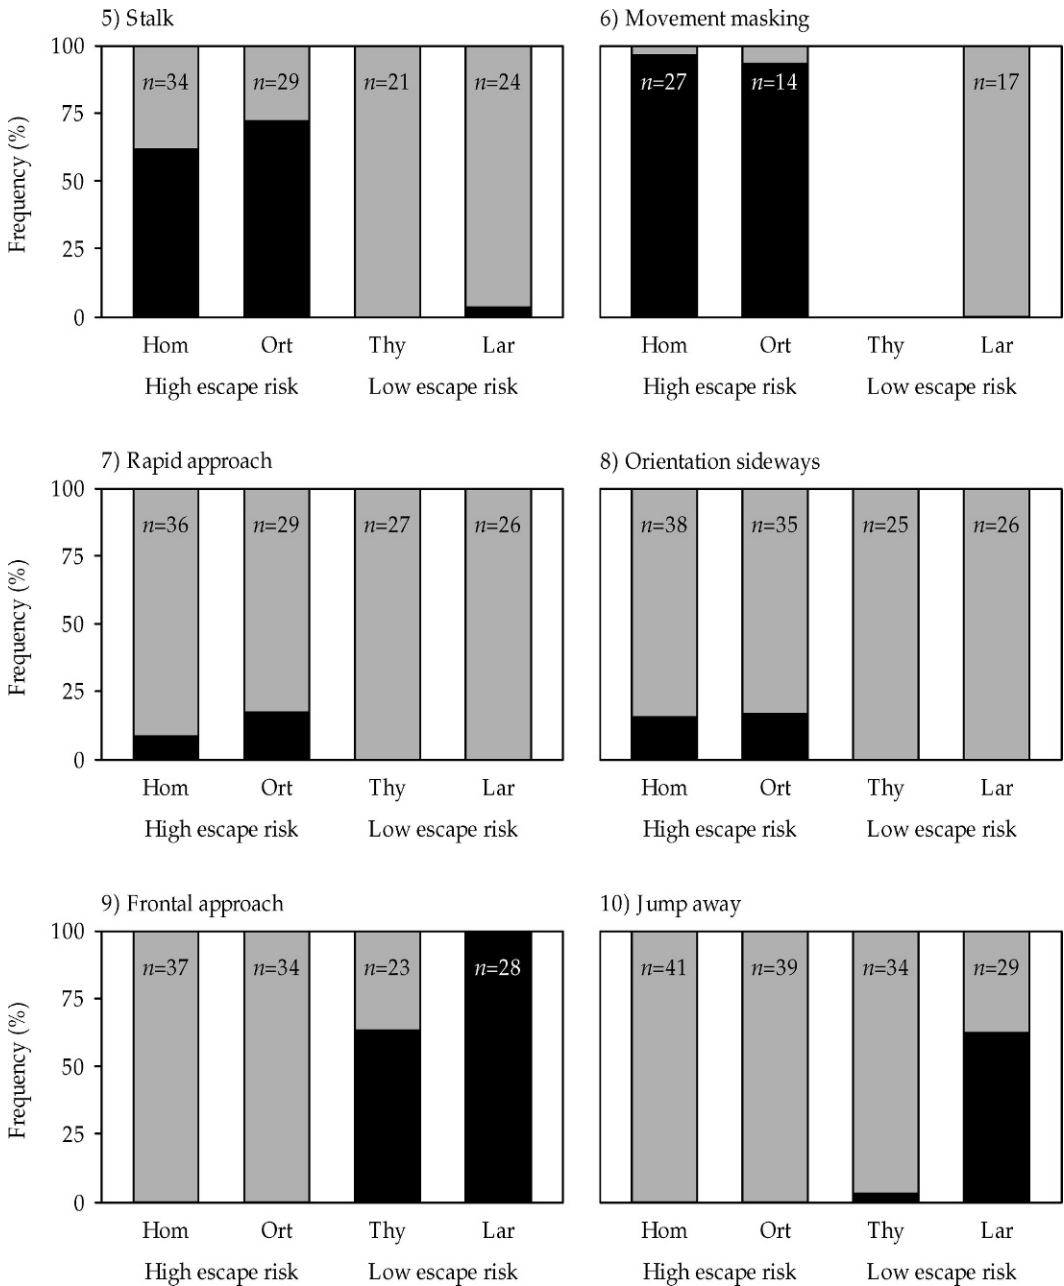 5) Stalk
6) Movement masking
Frequency (%)
100
75
50
25
0
n=34
n=29
n=21
n=24
n=27
n=14
n=17
Hom Ort Thy Lar
Hom Ort Thy Lar
High escape risk Low escape risk
High escape risk Low escape risk
7) Rapid approach
8) Orientation sideways
Frequency (%)
100
75
50
25
0
n=36
n=29
n=27
n=26
n=38
n=35
n=25
n=26
Hom Ort Thy Lar
Hom Ort Thy Lar
High escape risk Low escape risk
High escape risk Low escape risk
9) Frontal approach
10) Jump away
Frequency (%)
100
75
50
25
0
n=37
n=34
n=23
n=28
n=41
n=39
n=34
n=29
Hom Ort Thy Lar
Hom Ort Thy Lar
High escape risk Low escape risk
High escape risk Low escape risk